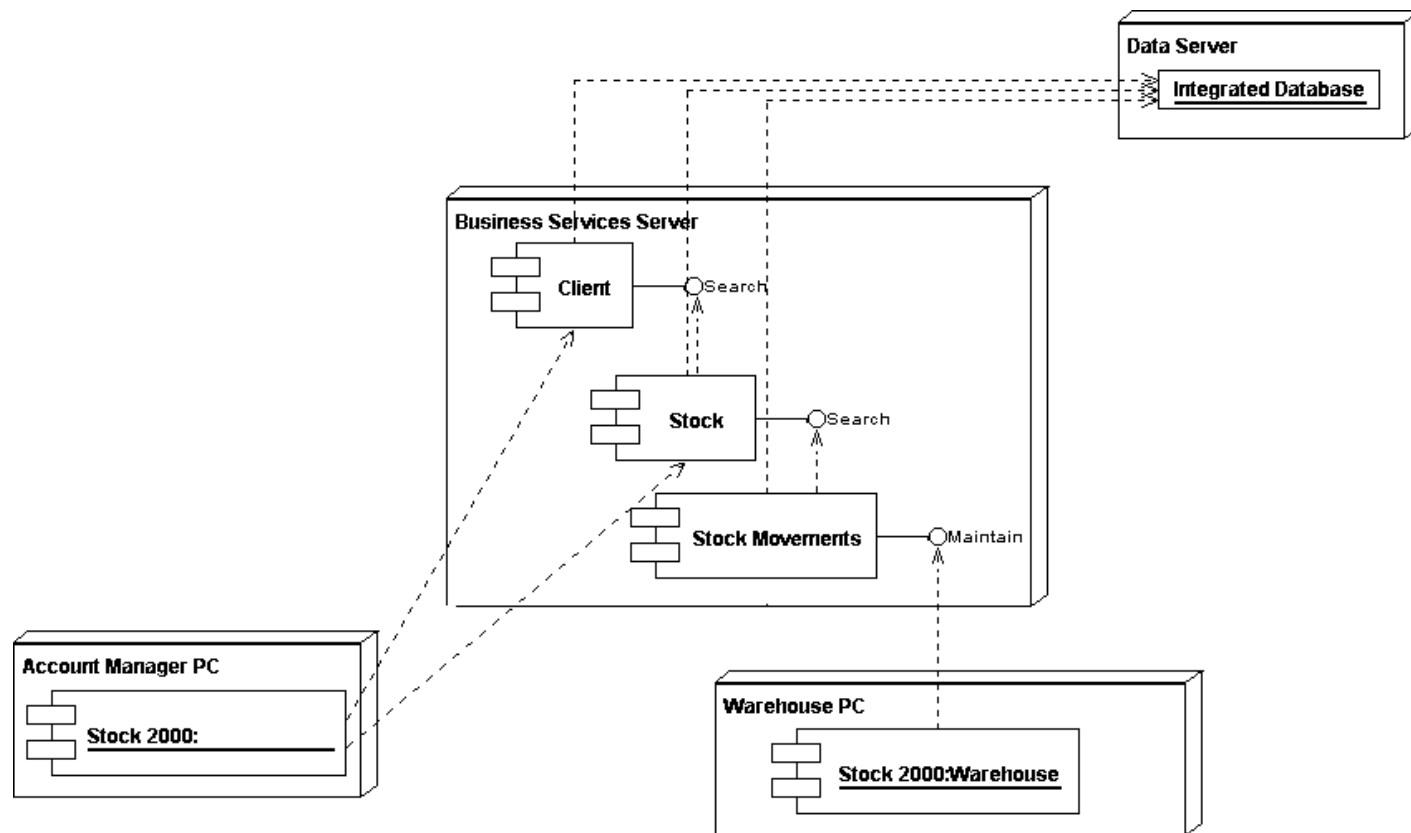 Data Server
Integrated Database
Business Services Server
Client
Search
Stock
Search
Stock Movements
Maintain
Account Manager PC
Stock 2000:
Warehouse PC
Stock 2000:Warehouse